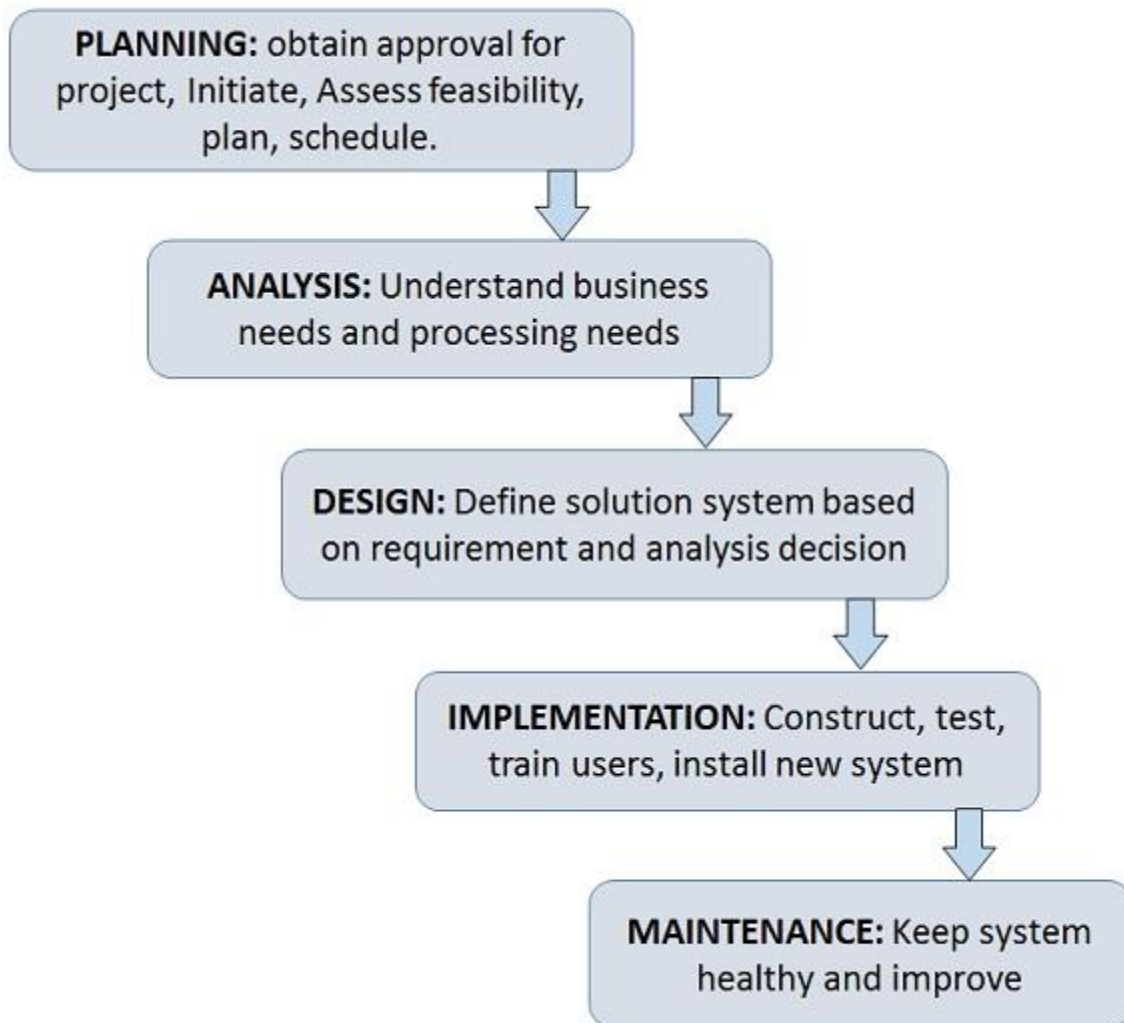 PLANNING: obtain approval for
project, Initiate, Assess feasibility,
plan, schedule.
ANALYSIS: Understand business
needs and processing needs
DESIGN: Define solution system based
on requirement and analysis decision
IMPLEMENTATION: Construct, test,
train users, install new system
MAINTENANCE: Keep system
healthy and improve